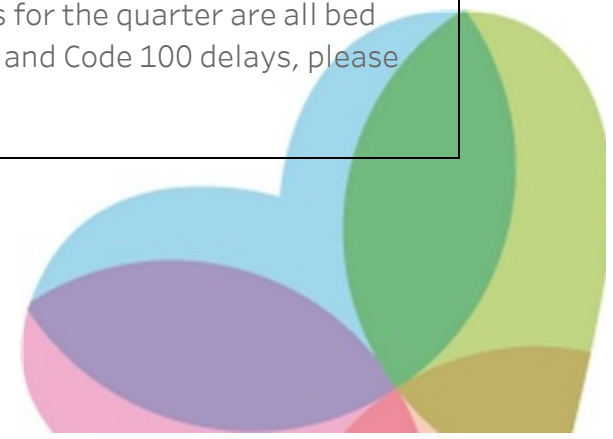 s for the quarter are all bed
and Code 100 delays, please